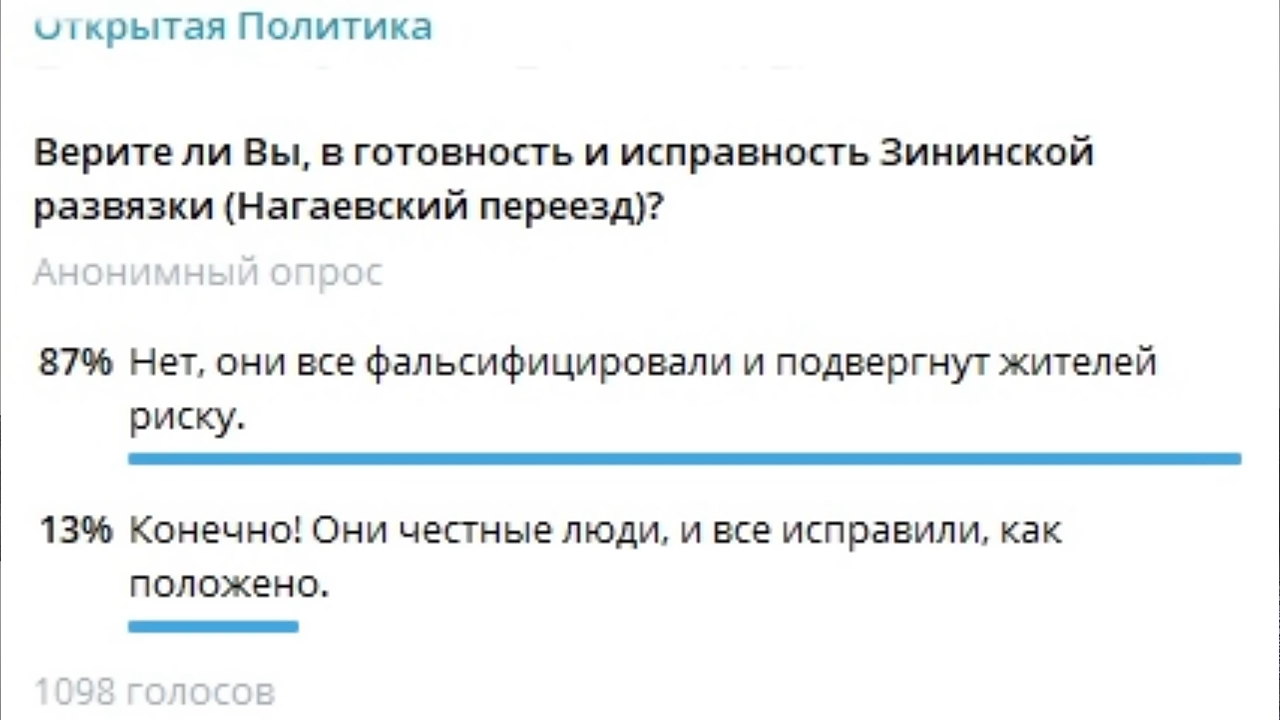 Открытая Политика
Верите ли Вы, в готовность и исправность Зининской
развязки (Нагаевский переезд)?
Анонимный опрос
87% Нет, они все фальсифицировали и подвергнут жителей
риску.
13% Конечно! Они честные люди, и все исправили, как
положено.
1098 голосов